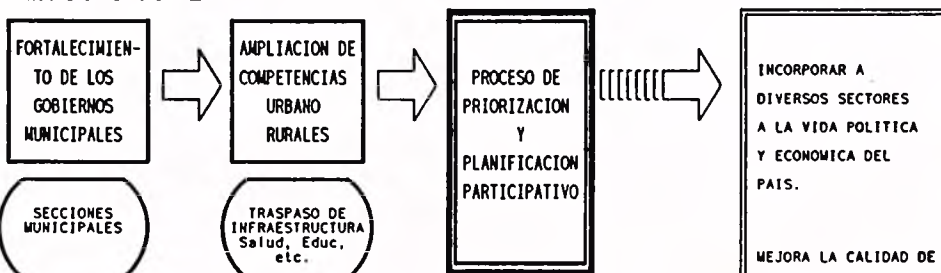 FORTALECIMIEN-
TO DE LOS
GOBIERNOS
MUNICIPALES
SECCIONES
MUNICIPALES
AMPLIACION DE
COMPETENCIAS
URBANO
RURALES
TRASPASO DE
INFRAESTRUCTURA
Salud, Educ,
etc.
PROCESO DE
PRIORIZACION
Y
PLANIFICACION
PARTICIPATIVO
INCORPORAR A
DIVERSOS SECTORES
A LA VIDA POLITICA
Y ECONOMICA DEL
PAIS.
MEJORA LA CALIDAD DE